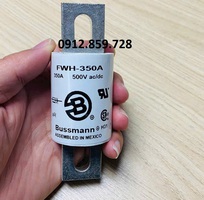 0912.859.728
FWH-350A
350A 500V ac/dc
B
Bussmann
ASSEMBLED IN MEXICO